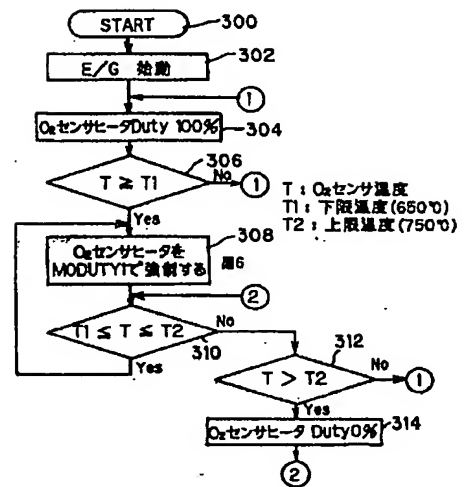 START
300
302
E/G 始動
①
O₂センサヒータDuty 100%
304
306
T ≥ T1
No
①
T : O₂センサ温度
T1: 下限温度(650℃)
T2: 上限温度(750℃)
Yes
308
O₂センサヒータを
MODUTY1で強制する
図6
②
T1 ≤ T ≤ T2
No
310
Yes
312
T > T2
No
①
Yes
O₂センサヒータ Duty0%
314
②